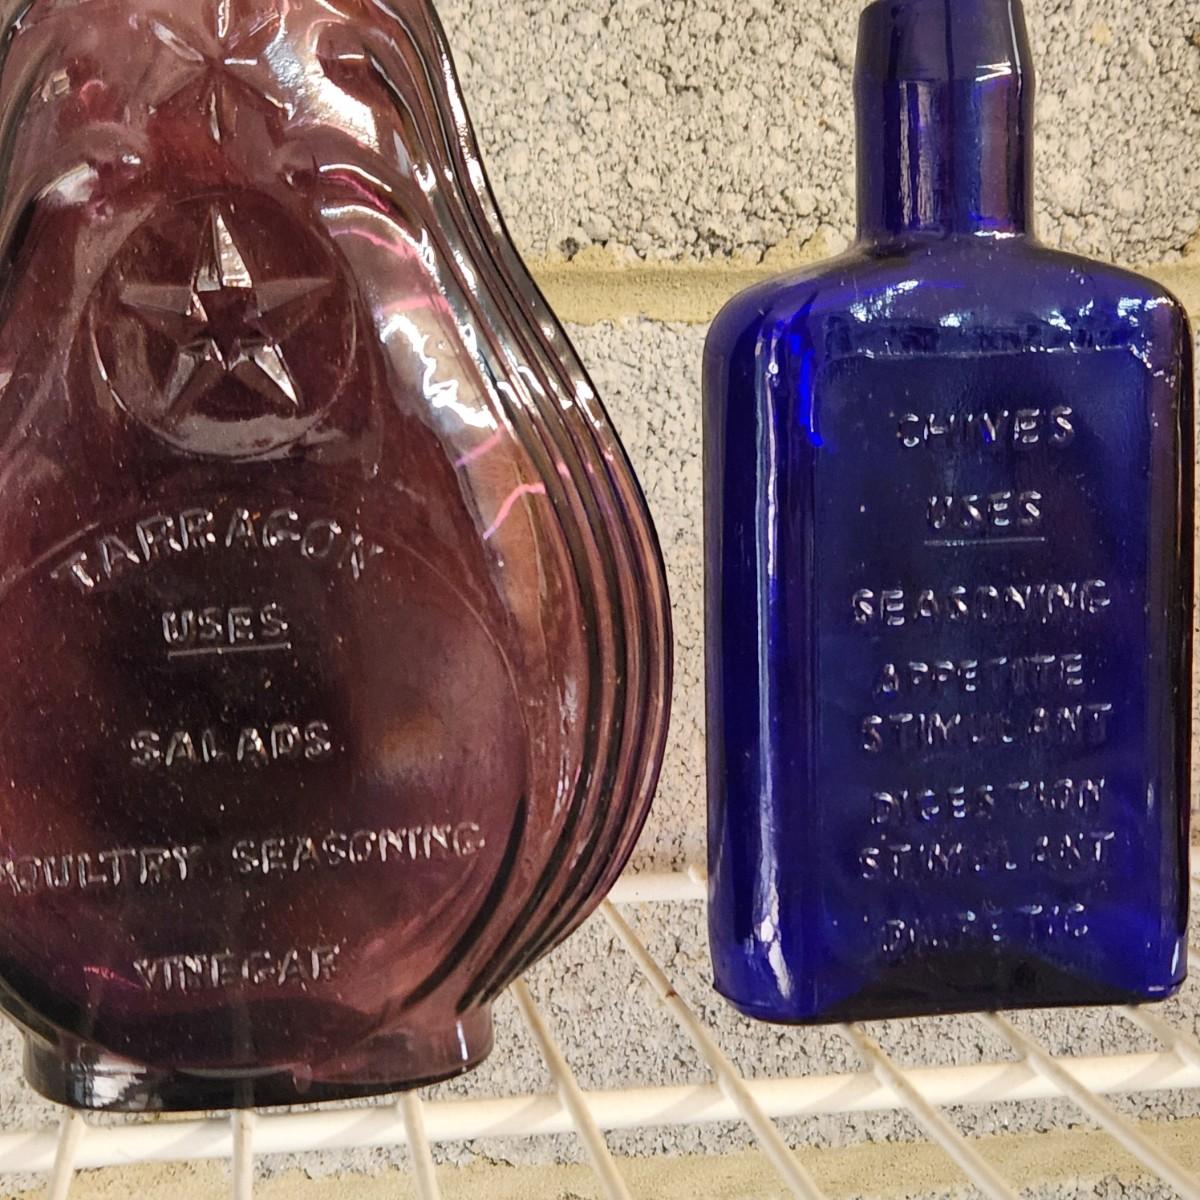 TARRAGON
USES
SALADS
POULTRY SEASONING
VINEGAR
CHIVES
USES
SEASONING
APPETITE
STIMULANT
DIGESTION
STIMULANT
DIURETIC